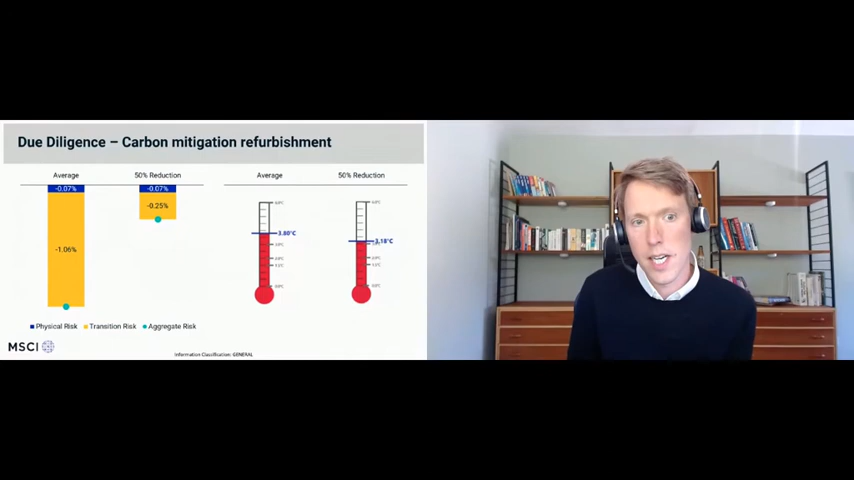 Due Diligence – Carbon mitigation refurbishment
Average
50% Reduction
Average
50% Reduction
-0.07%
-0.07%
-0.25%
-1.06%
3.80°C
3.18°C
Physical Risk
Transition Risk
Aggregate Risk
MSCI
Information Classification: GENERAL